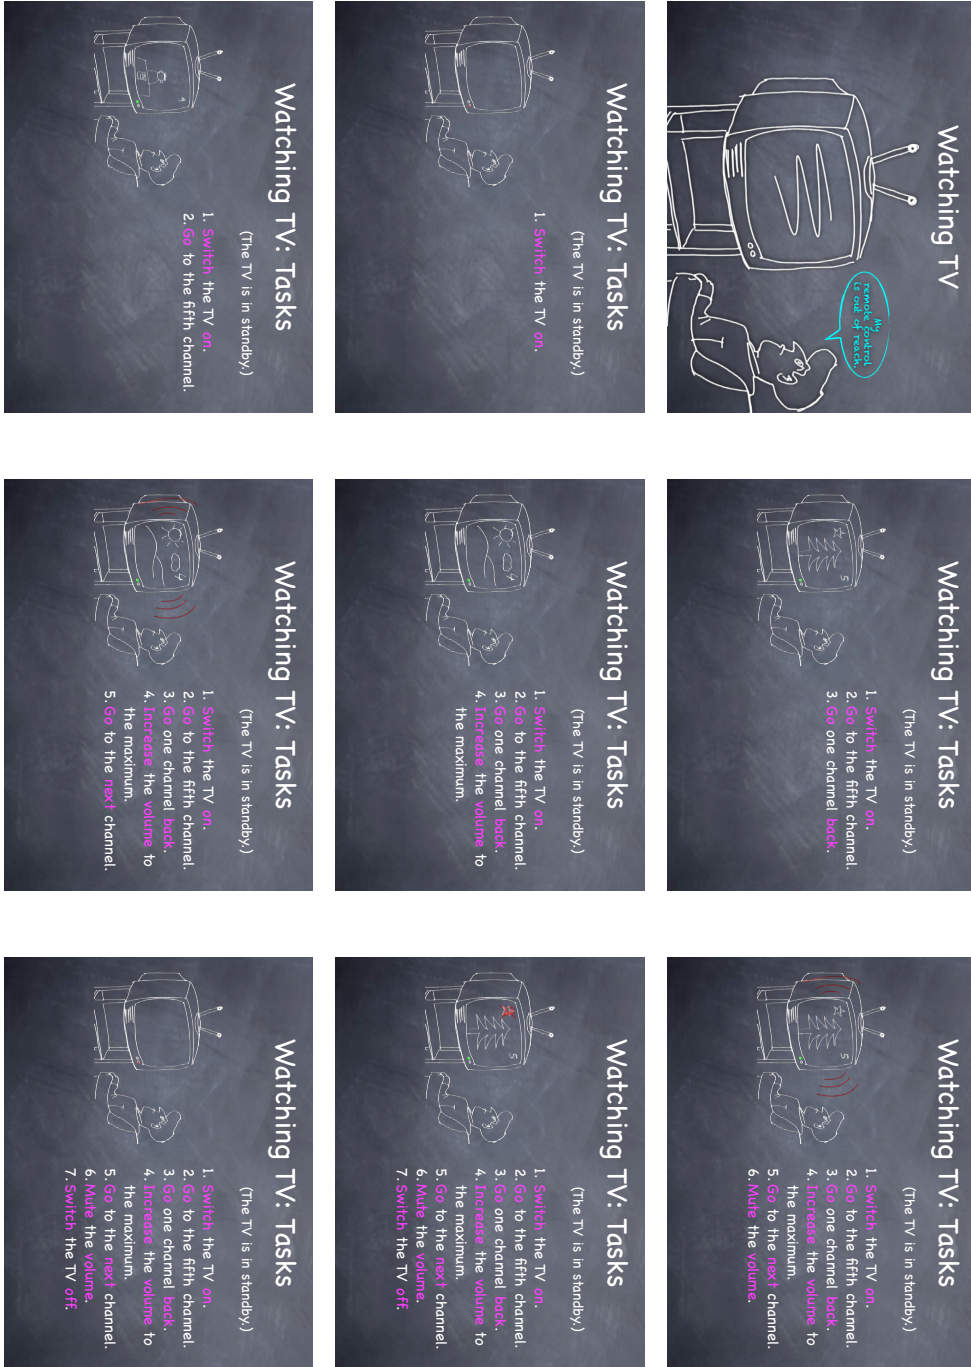 Watching TV
My
remote control
is out of reach.
Watching TV: Tasks
(The TV is in standby.)
1. Switch the TV on.
2. Go to the fifth channel.
3. Go one channel back.
5
Watching TV: Tasks
(The TV is in standby.)
1. Switch the TV on.
2. Go to the fifth channel.
3. Go one channel back.
4. Increase the volume to
the maximum.
5. Go to the next channel.
6. Mute the volume.
5
Watching TV: Tasks
(The TV is in standby.)
1. Switch the TV on.
Watching TV: Tasks
(The TV is in standby.)
1. Switch the TV on.
2. Go to the fifth channel.
3. Go one channel back.
4. Increase the volume to
the maximum.
4
Watching TV: Tasks
(The TV is in standby.)
1. Switch the TV on.
2. Go to the fifth channel.
3. Go one channel back.
4. Increase the volume to
the maximum.
5. Go to the next channel.
6. Mute the volume.
7. Switch the TV off.
5
Watching TV: Tasks
(The TV is in standby.)
1. Switch the TV on.
2. Go to the fifth channel.
Watching TV: Tasks
(The TV is in standby.)
1. Switch the TV on.
2. Go to the fifth channel.
3. Go one channel back.
4. Increase the volume to
the maximum.
5. Go to the next channel.
4
Watching TV: Tasks
(The TV is in standby.)
1. Switch the TV on.
2. Go to the fifth channel.
3. Go one channel back.
4. Increase the volume to
the maximum.
5. Go to the next channel.
6. Mute the volume.
7. Switch the TV off.